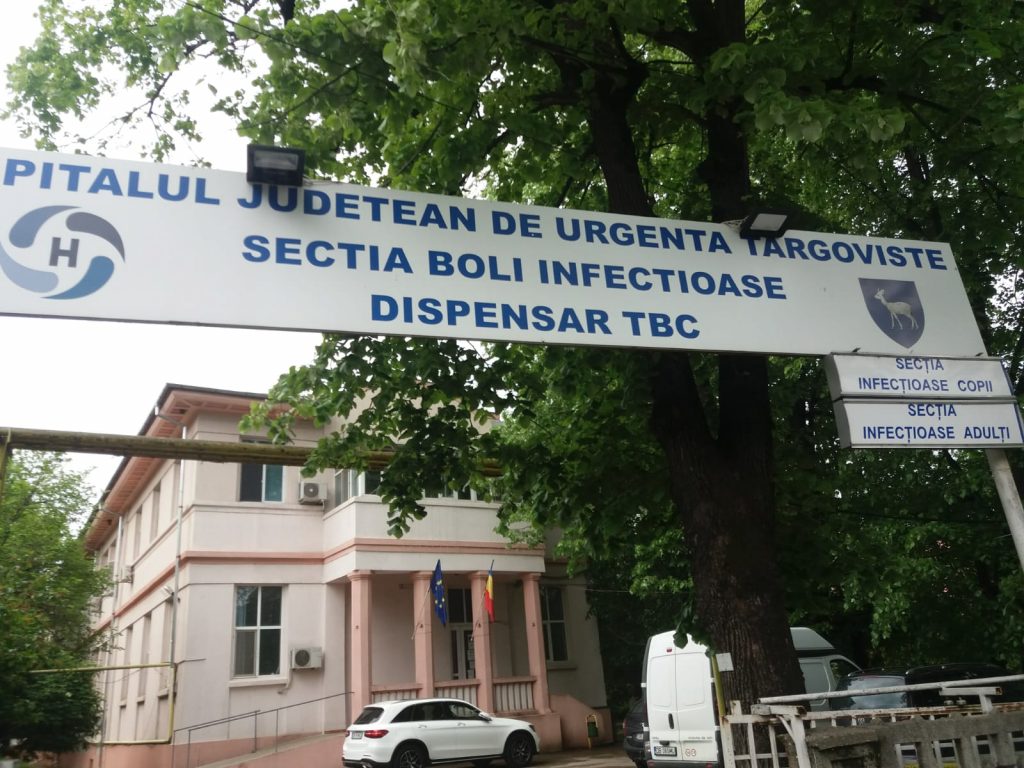 PITALUL JUDETEAN DE URGENTA TARGOVISTE
SECTIA BOLI INFECTIOASE
DISPENSAR TBC
H
SECȚIA
INFECȚIOASE COPII
SECȚIA
INFECȚIOASE ADULȚI